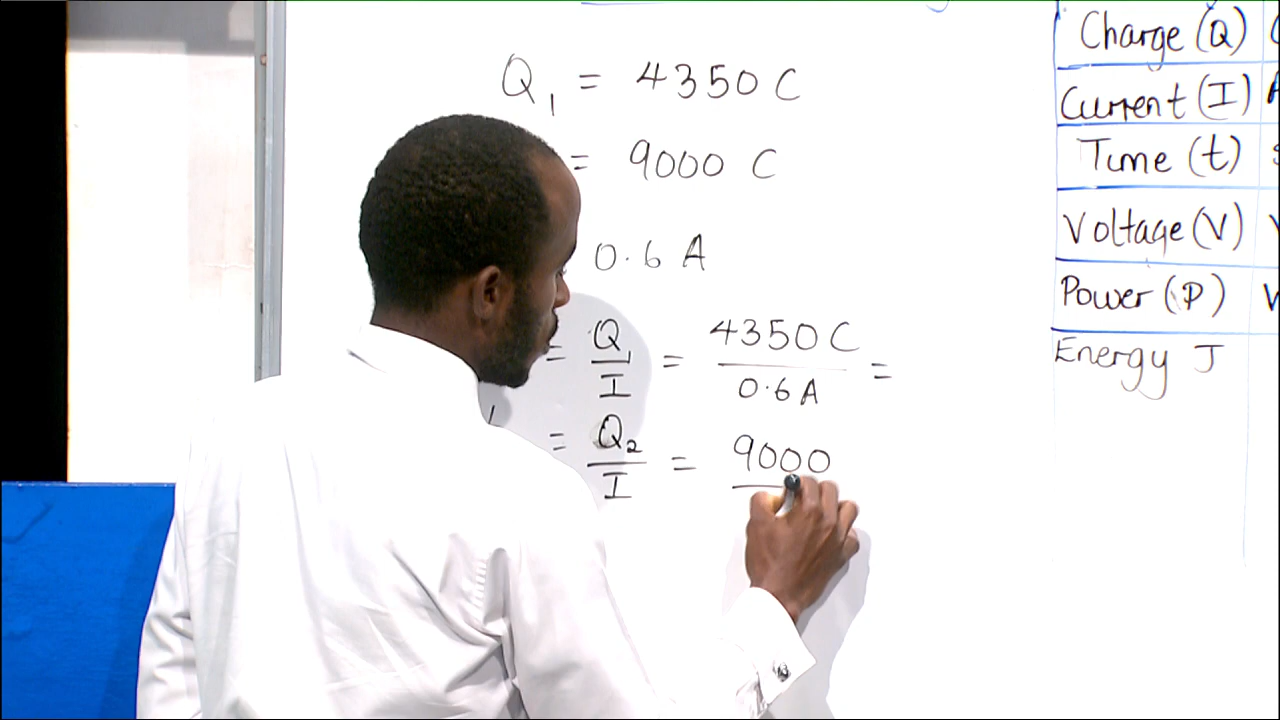 Q₁ = 4350 C
= 9000 C
0.6 A
= Q₁/I = 4350 C/0.6 A =
= Q₂/I = 9000
Charge (Q)
Current (I)
Time (t)
Voltage (V)
Power (P)
Energy J